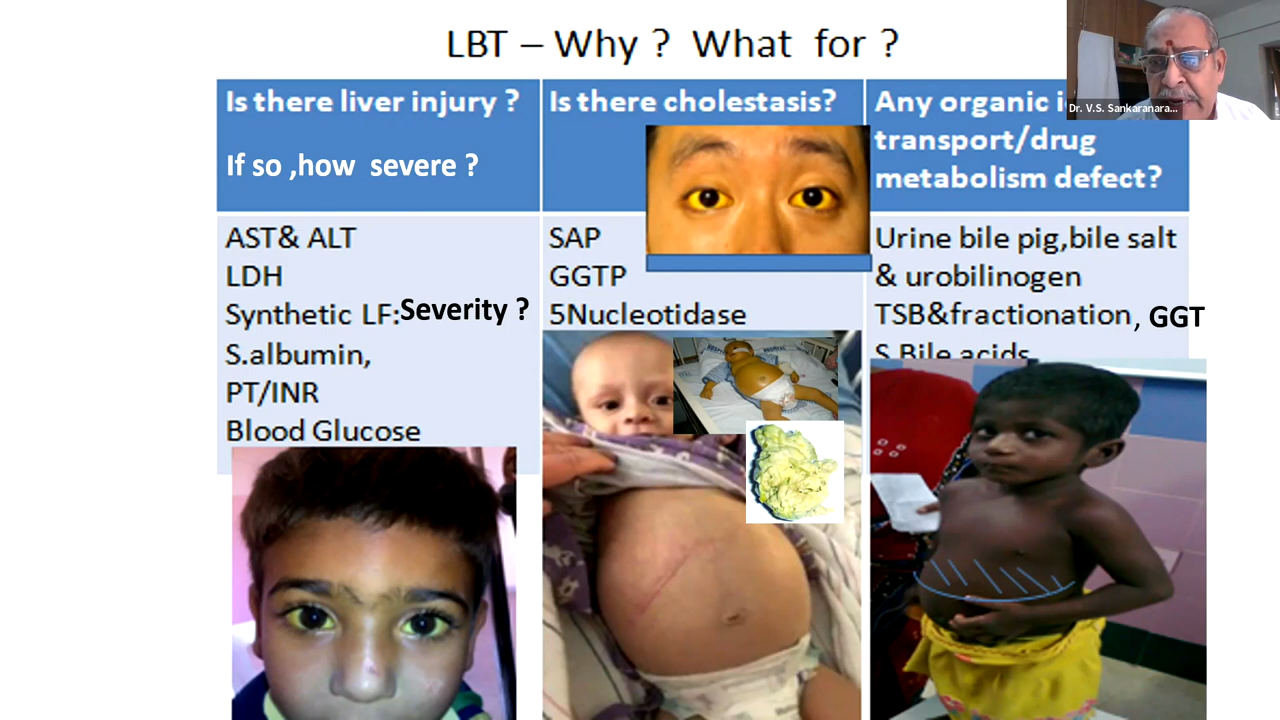 LBT – Why ? What for ?
Dr. V.S. Sankaranara...
Is there liver injury ?
If so ,how severe ?
Is there cholestasis?
Any organic
transport/drug
metabolism defect?
AST& ALT
LDH
Synthetic LF:Severity ?
S.albumin,
PT/INR
Blood Glucose
SAP
GGTP
5Nucleotidase
Urine bile pig,bile salt
& urobilinogen
TSB&fractionation, GGT
S.Bile acids